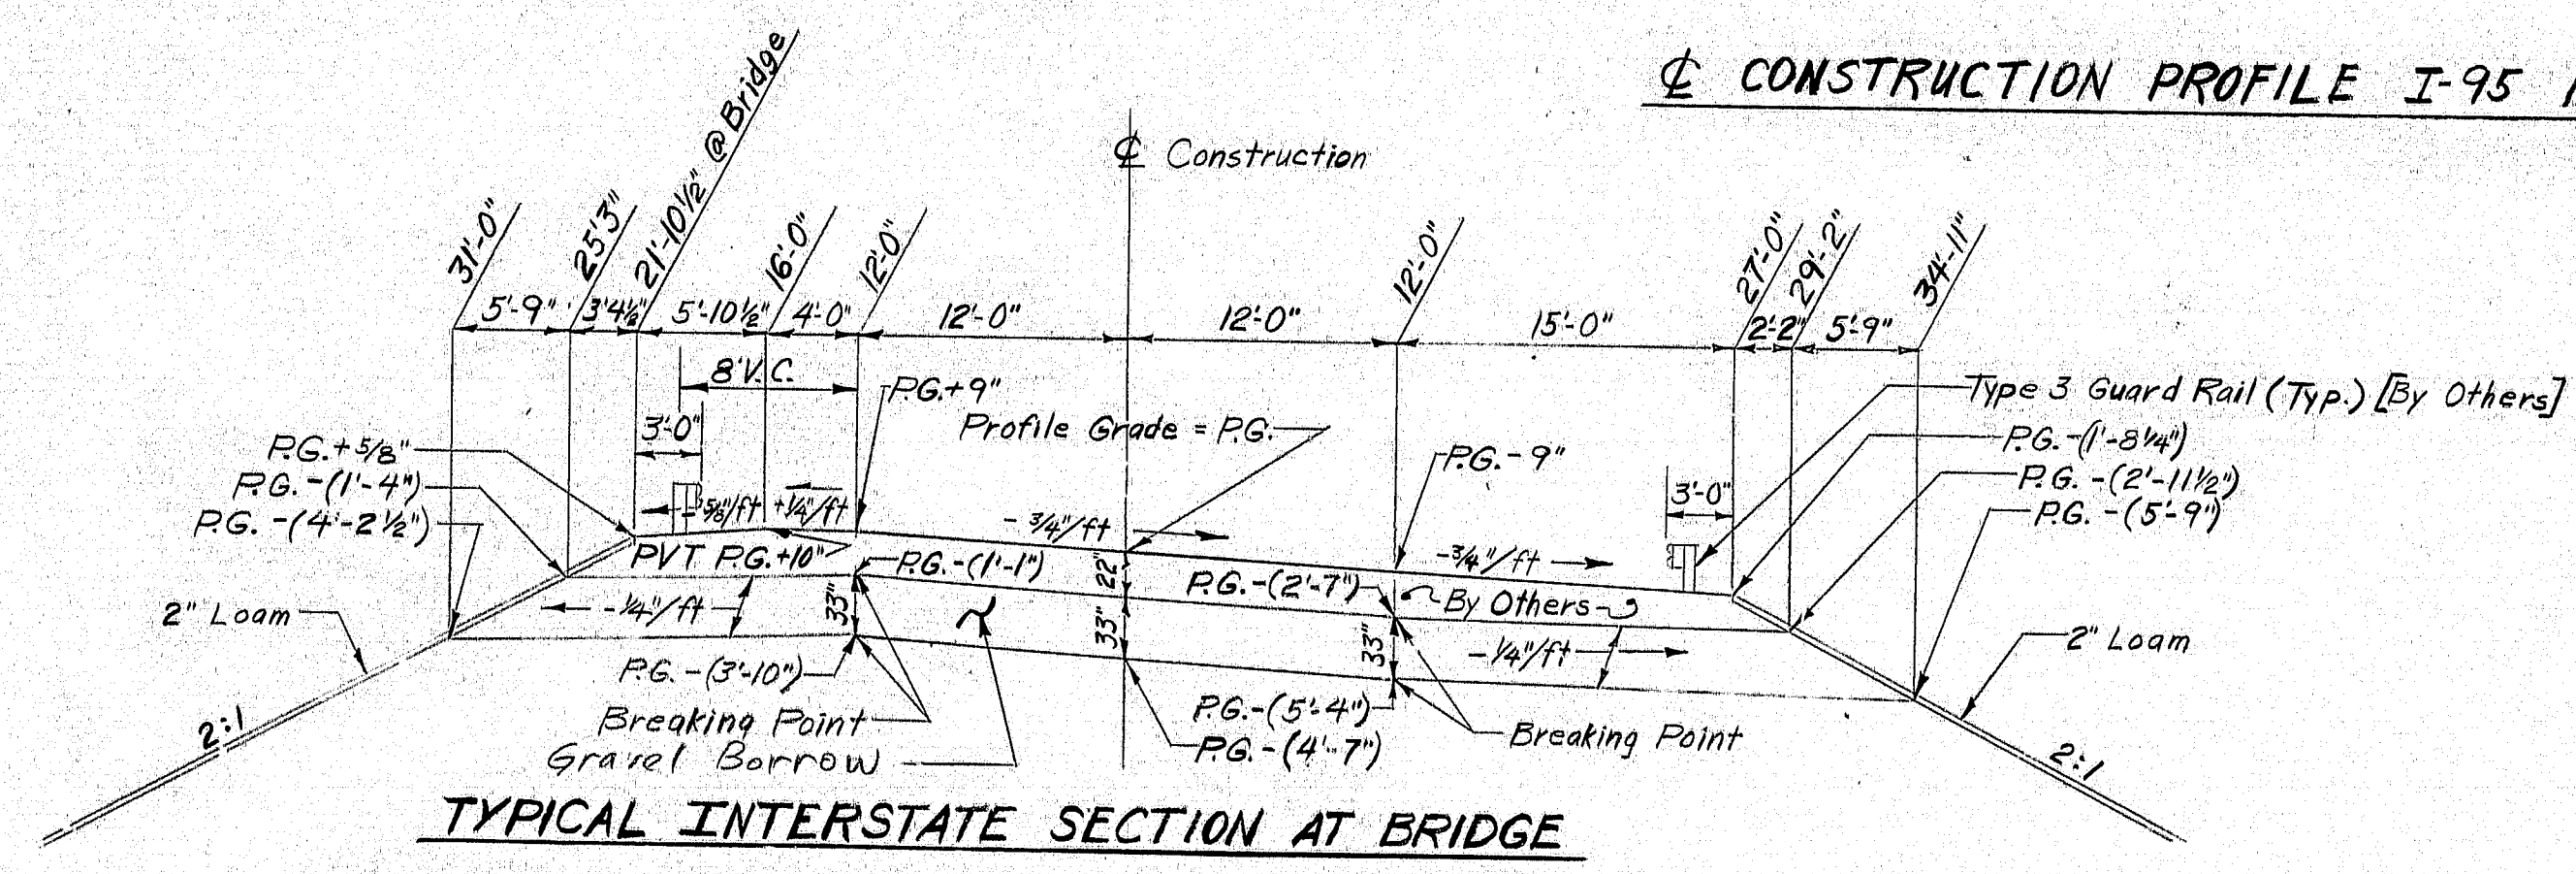 ℄ CONSTRUCTION PROFILE I-95
℄ Construction
31'-0"
25'3"
21'-10½" @ Bridge
16'-0"
12'-0"
12'-0"
27'-0"
29'-2"
34'-11"
5'-9"
3'4½"
5'-10½"
4'-0"
12'-0"
12'-0"
15'-0"
2'-2"
5'-9"
8' V.C.
P.G.+9"
Type 3 Guard Rail (Typ.) [By Others]
3'-0"
Profile Grade = P.G.
P.G.+5/8"
P.G.-9"
P.G.-(1'-8¼")
P.G.-(1'-4")
P.G.-(2'-11½")
P.G.-(4'-2½")
3'-0"
P.G.-(5'-9")
-5/8"/ft
+¼"/ft
-¾"/ft
-¾"/ft
PVT P.G.+10"
P.G.-(1'-1")
22"
P.G.-(2'-7")
By Others
2" Loam
-¼"/ft
33"
33"
33"
-¼"/ft
2" Loam
P.G.-(3'-10")
P.G.-(5'-4")
Breaking Point
P.G.-(4'-7")
Breaking Point
Gravel Borrow
2:1
2:1
TYPICAL INTERSTATE SECTION AT BRIDGE